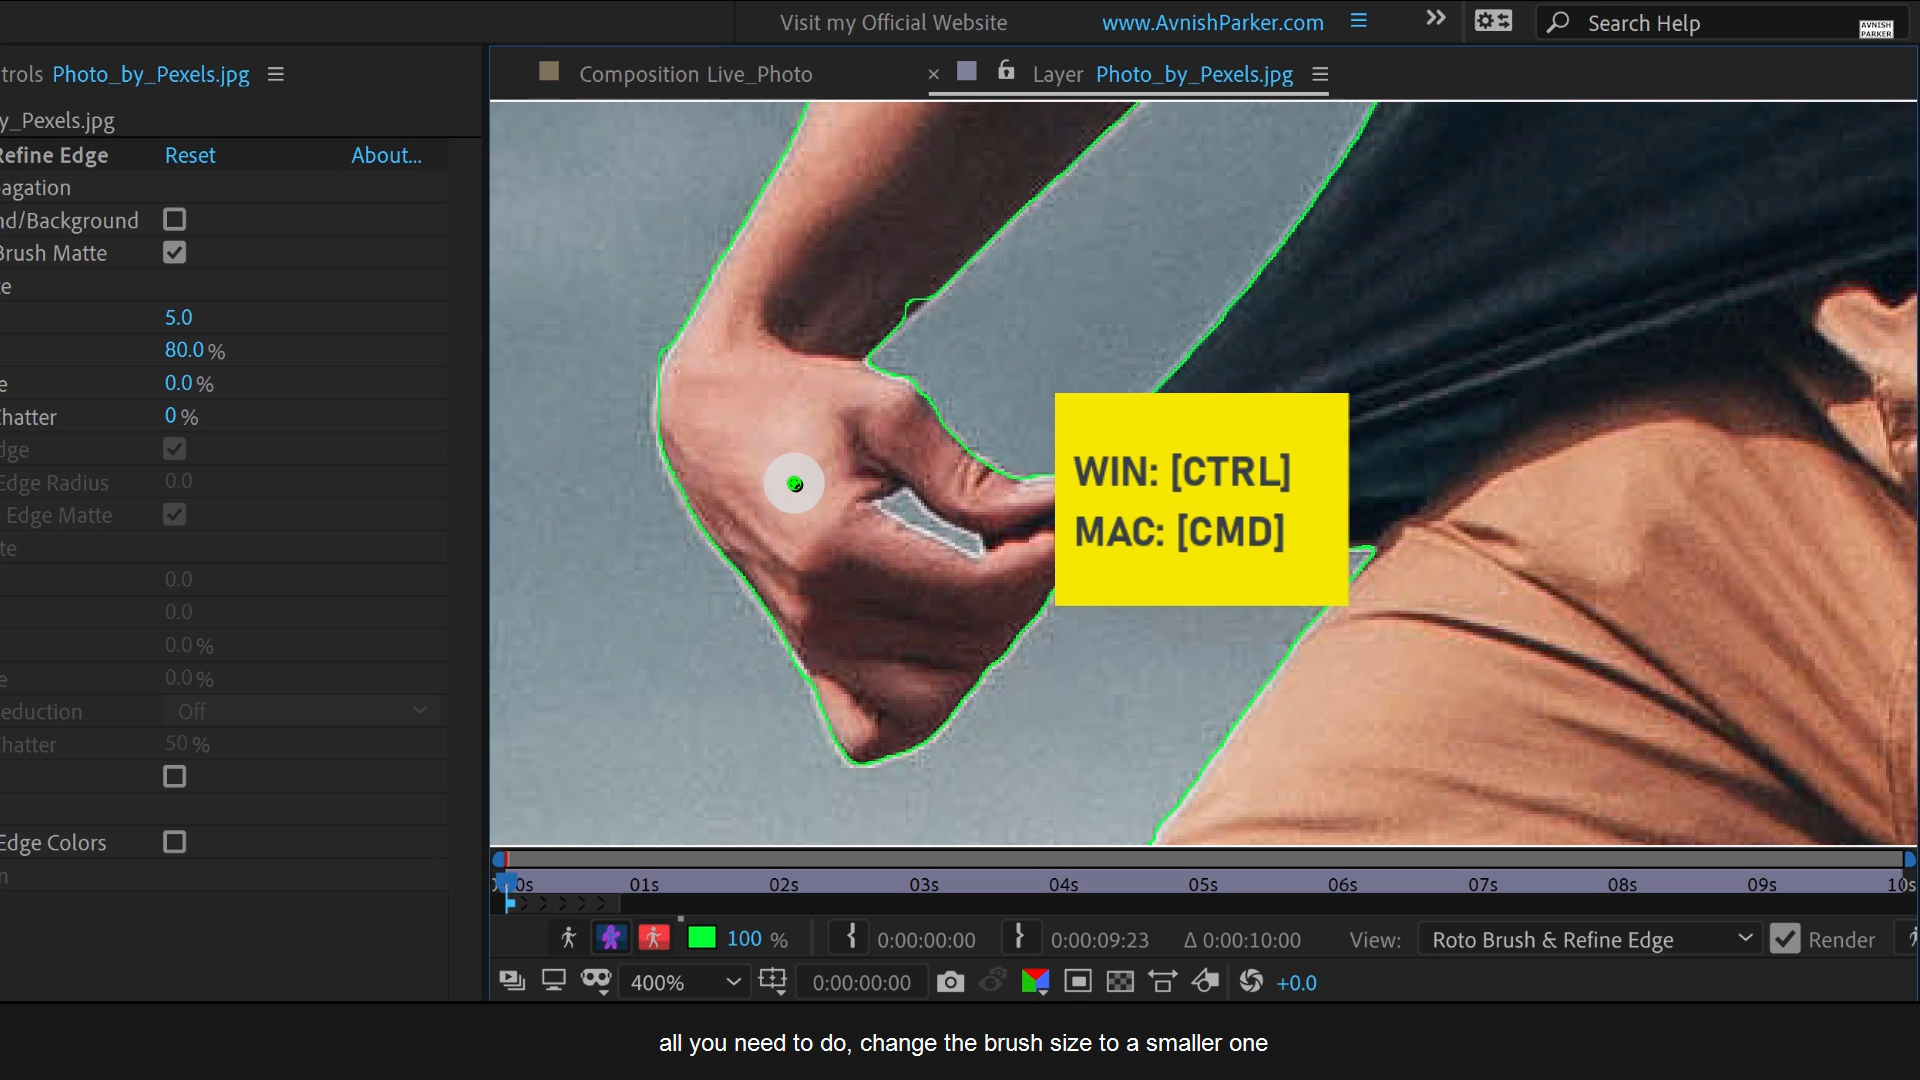 Visit my Official Website
www.AvnishParker.com
Search Help
AVNISH
PARKER
trols Photo_by_Pexels.jpg
Composition Live_Photo
Layer Photo_by_Pexels.jpg
y_Pexels.jpg
Refine Edge Reset About...
agation
nd/Background
Brush Matte
e
5.0
80.0 %
e 0.0 %
hatter 0 %
dge
Edge Radius 0.0
Edge Matte
te
0.0
0.0
0.0 %
e 0.0 %
eduction Off
hatter 50 %
Edge Colors
n
WIN: [CTRL]
MAC: [CMD]
0s 01s 02s 03s 04s 05s 06s 07s 08s 09s 10s
100 % { 0:00:00:00 } 0:00:09:23 Δ 0:00:10:00 View: Roto Brush & Refine Edge Render
400% 0:00:00:00 +0.0
all you need to do, change the brush size to a smaller one